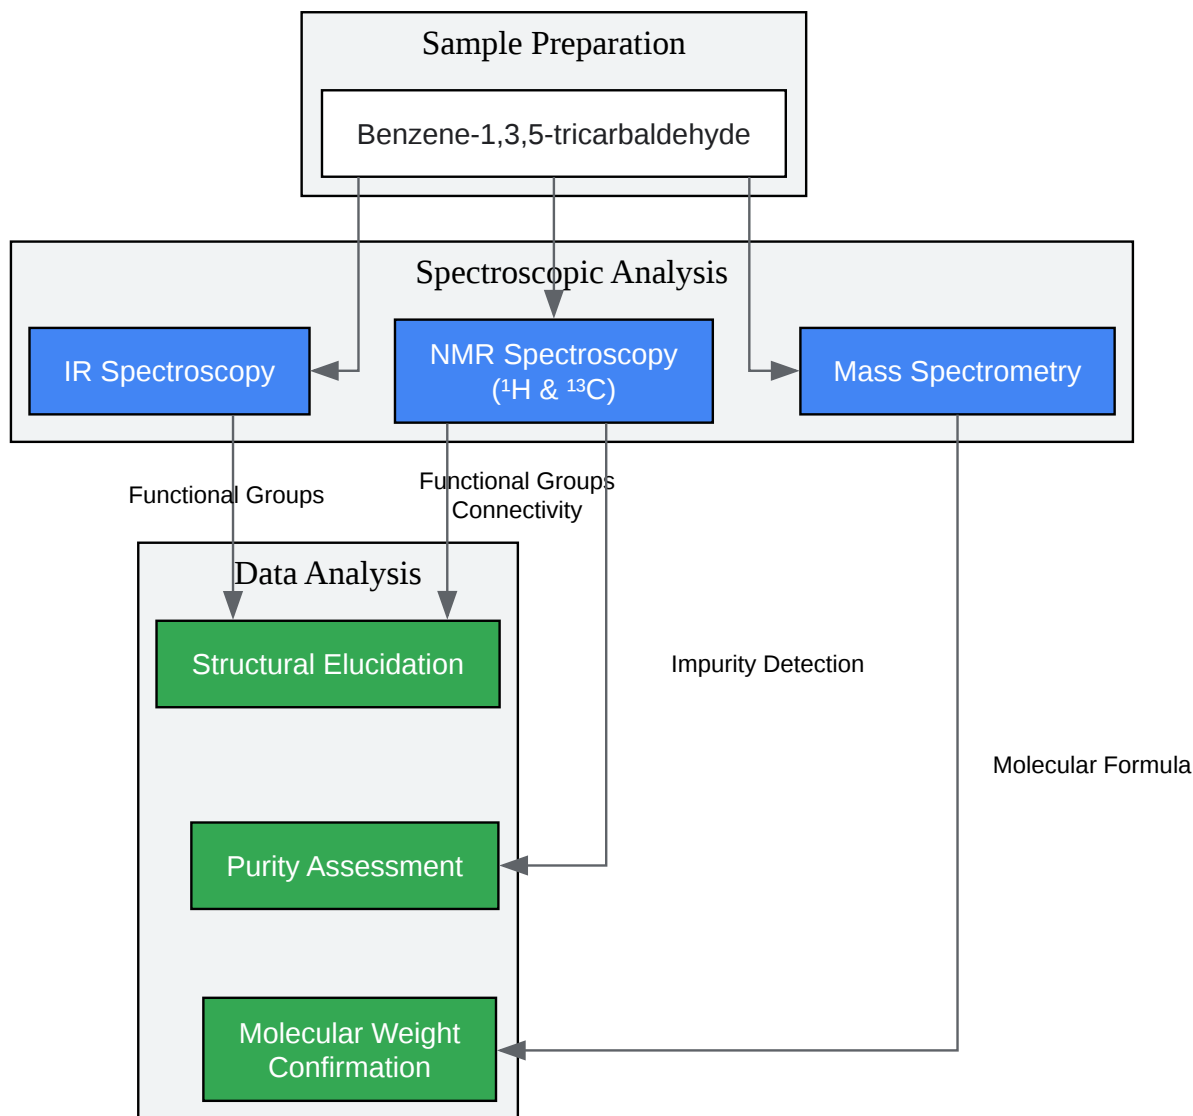 Sample Preparation
Benzene-1,3,5-tricarbaldehyde
Spectroscopic Analysis
IR Spectroscopy
NMR Spectroscopy
(¹H & ¹³C)
Mass Spectrometry
Functional Groups
Functional Groups
Connectivity
Data Analysis
Structural Elucidation
Impurity Detection
Molecular Formula
Purity Assessment
Molecular Weight
Confirmation